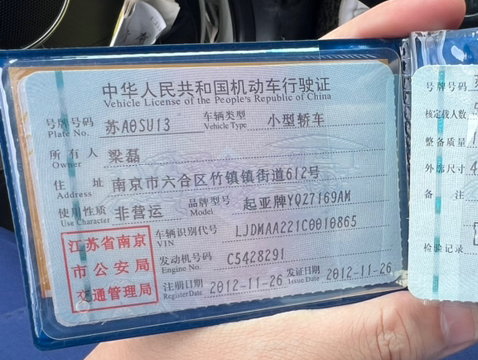 中华人民共和国机动车行驶证
Vehicle License of the People's Republic of China
号牌号码 苏A0SU13 车辆类型 小型轿车
Plate No. Vehicle Type
所有人 梁磊
Owner
住址 南京市六合区竹镇镇街道612号
Address
使用性质 非营运 品牌型号 起亚牌YQZ7169AM
Use Character Model
车辆识别代号 LJDMAA221C0010865
VIN
发动机号码 C5428291
Engine No.
注册日期 2012-11-26 发证日期 2012-11-26
Register Date Issue Date
江苏省南京
市公安局
交通管理局
号牌号码
核定载人数
整备质量
外廓尺寸
备注
检验记录